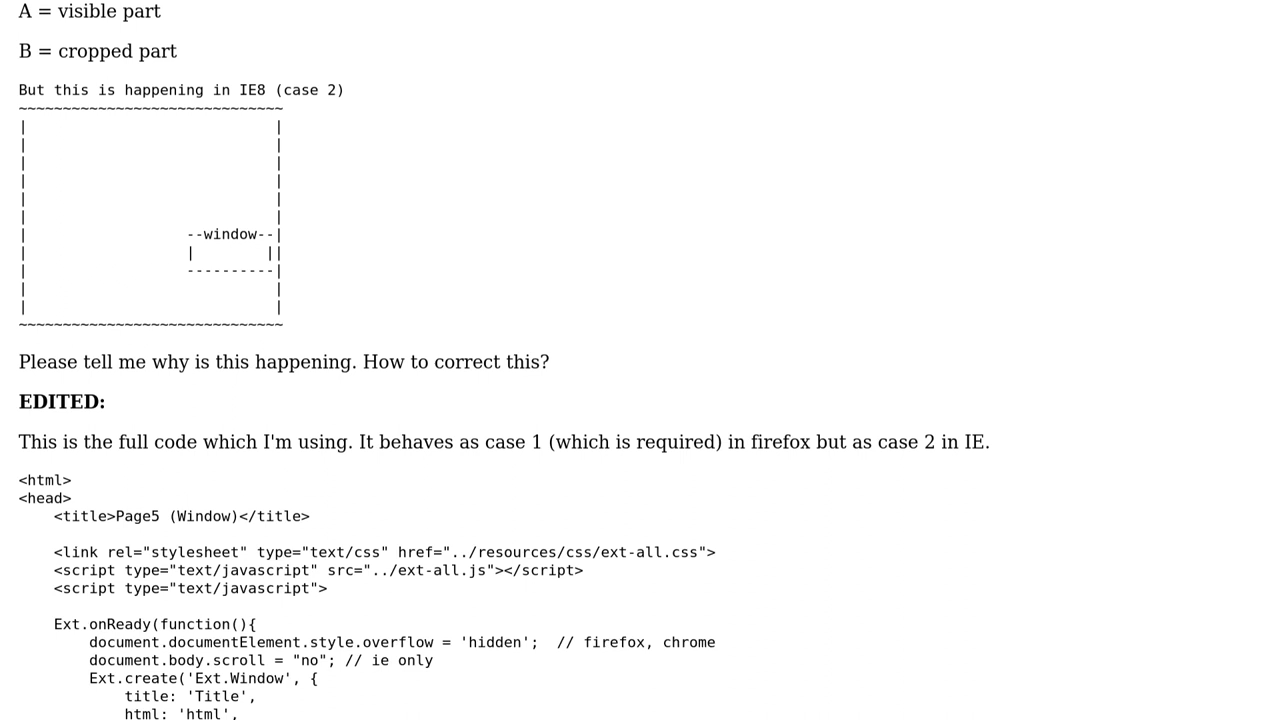 A = visible part
B = cropped part
But this is happening in IE8 (case 2)
~~~~~~~~~~~~~~~~~~~~~~~~~~~~~~
|                            |
|                            |
|                            |
|                            |
|                            |
|                            |
|                  --window--|
|                  |        ||
|                  ----------|
|                            |
|                            |
~~~~~~~~~~~~~~~~~~~~~~~~~~~~~~
Please tell me why is this happening. How to correct this?
EDITED:
This is the full code which I'm using. It behaves as case 1 (which is required) in firefox but as case 2 in IE.
<html>
<head>
    <title>Page5 (Window)</title>
    <link rel="stylesheet" type="text/css" href="../resources/css/ext-all.css">
    <script type="text/javascript" src="../ext-all.js"></script>
    <script type="text/javascript">
    Ext.onReady(function(){
        document.documentElement.style.overflow = 'hidden';  // firefox, chrome
        document.body.scroll = "no"; // ie only
        Ext.create('Ext.Window', {
            title: 'Title',
            html: 'html',